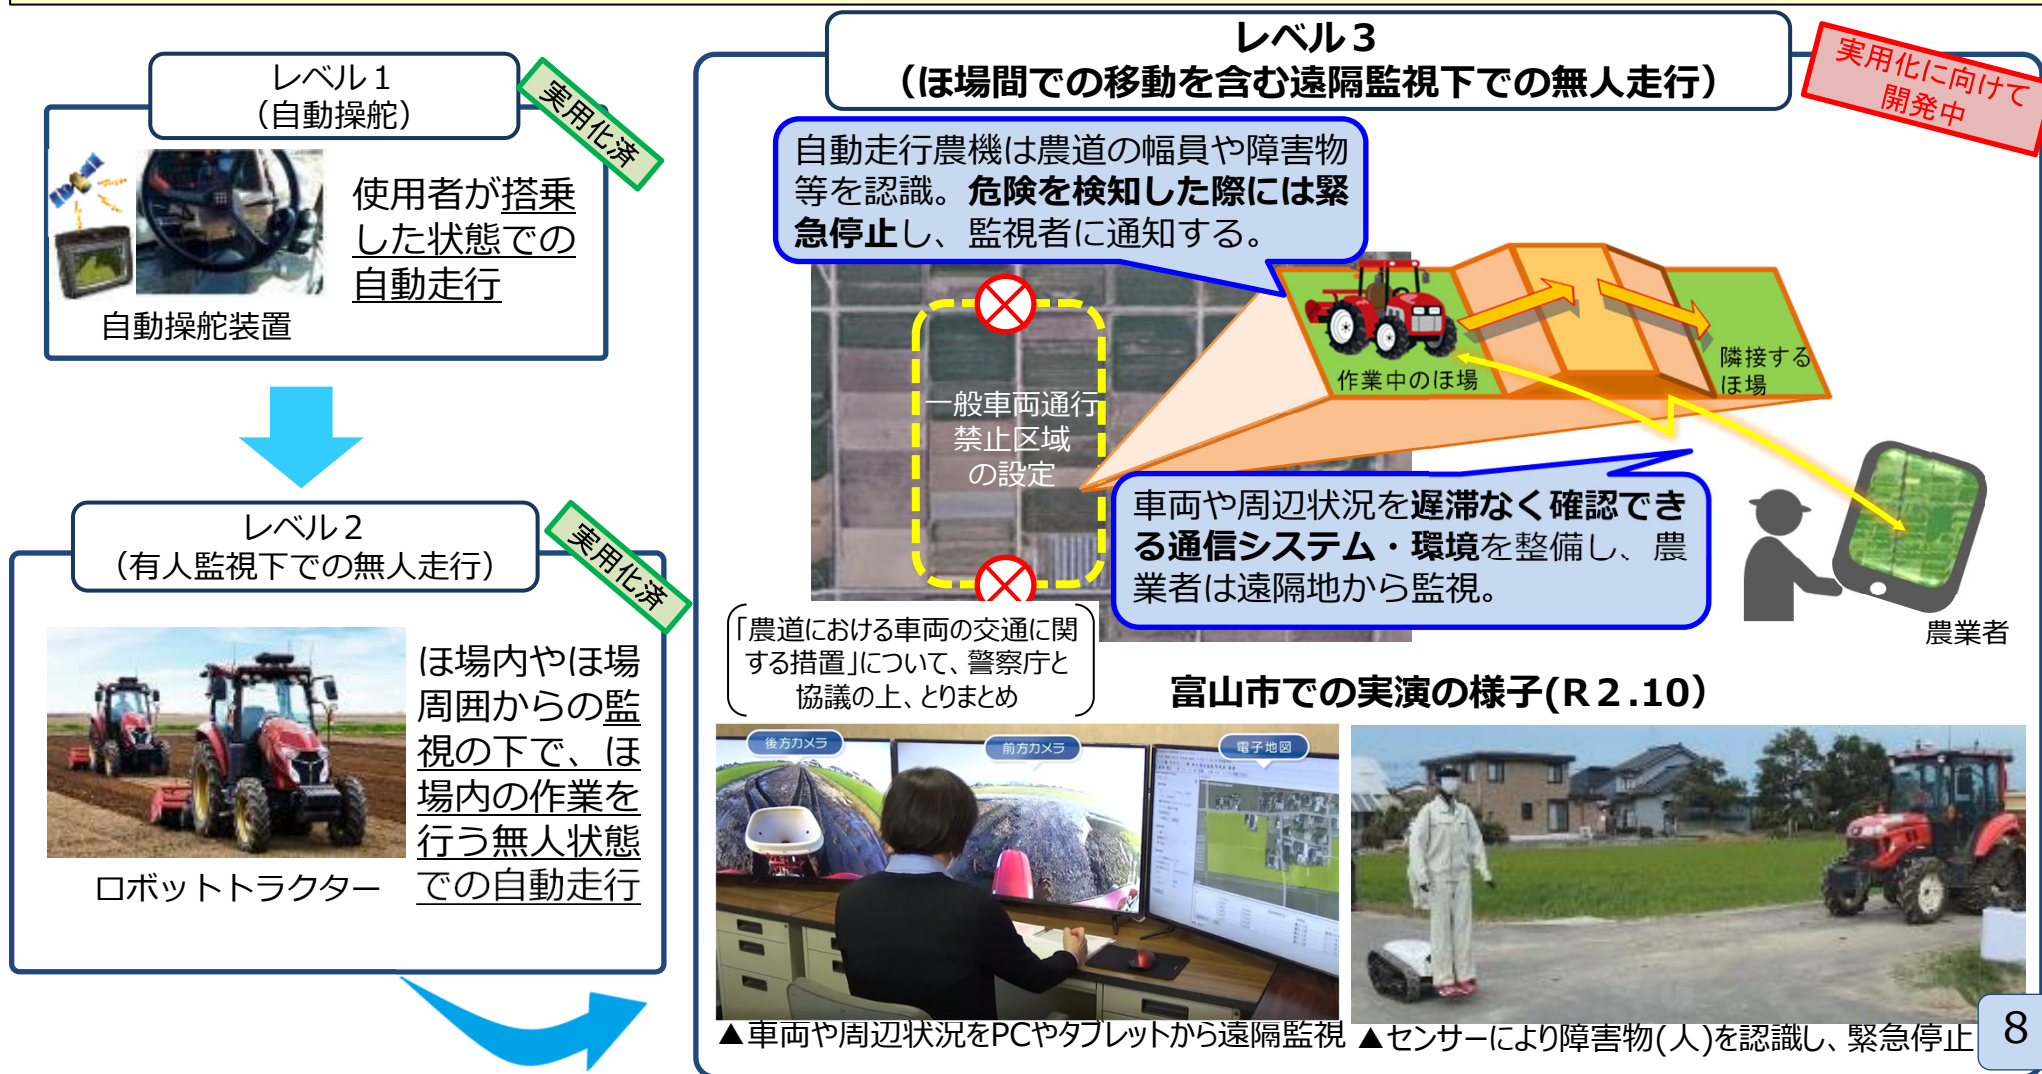 レベル１
（自動操舵）
実用化済
使用者が搭乗
した状態での
自動走行
自動操舵装置
レベル２
（有人監視下での無人走行）
実用化済
ほ場内やほ場
周囲からの監
視の下で、ほ
場内の作業を
行う無人状態
での自動走行
ロボットトラクター
レベル３
（ほ場間での移動を含む遠隔監視下での無人走行）
実用化に向けて
開発中
自動走行農機は農道の幅員や障害物
等を認識。危険を検知した際には緊
急停止し、監視者に通知する。
作業中のほ場
隣接する
ほ場
一般車両通行
禁止区域
の設定
車両や周辺状況を遅滞なく確認でき
る通信システム・環境を整備し、農
業者は遠隔地から監視。
農業者
「農道における車両の交通に関
する措置」について、警察庁と
協議の上、とりまとめ
富山市での実演の様子(R２.10）
後方カメラ
前方カメラ
電子地図
▲車両や周辺状況をPCやタブレットから遠隔監視
▲センサーにより障害物(人)を認識し、緊急停止
8